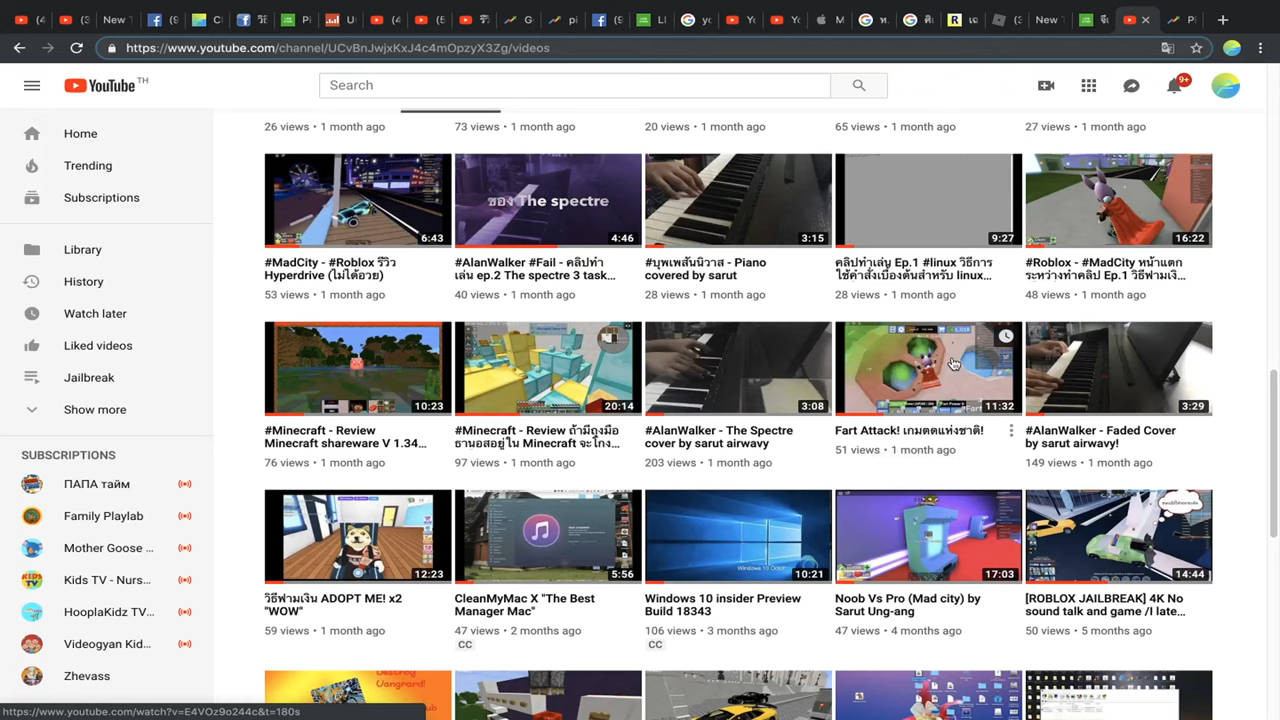 New T
https://www.youtube.com/channel/UCvBnJwjxKxJ4c4mOpzyX3Zg/videos
YouTube TH
Search
9+
Home
Trending
Subscriptions
Library
History
Watch later
Liked videos
Jailbreak
Show more
SUBSCRIPTIONS
ПАПА тайм
Family Playlab
Mother Goose ...
Kids TV - Nurs...
HooplaKidz TV...
Videogyan Kid...
Zhevass
26 views • 1 month ago
73 views • 1 month ago
20 views • 1 month ago
65 views • 1 month ago
27 views • 1 month ago
6:43
ของ The spectre
4:46
3:15
9:27
16:22
#MadCity - #Roblox รีวิว
Hyperdrive (ไม่ได้อวย)
53 views • 1 month ago
#AlanWalker #Fail - คลิปทำ
เล่น ep.2 The spectre 3 task...
40 views • 1 month ago
#บุพเพสันนิวาส - Piano
covered by sarut
28 views • 1 month ago
คลิปทำเล่น Ep.1 #linux วิธีการ
ใช้คำสั่งเบื้องต้นสำหรับ linux...
28 views • 1 month ago
#Roblox - #MadCity หน้าแตก
ระหว่างทำคลิป Ep.1 วิธีฟามเงิ...
48 views • 1 month ago
10:23
20:14
3:08
11:32
3:29
#Minecraft - Review
Minecraft shareware V 1.34...
76 views • 1 month ago
#Minecraft - Review ถ้ามีถุงมือ
ธานอสอยู่ใน Minecraft จะโกง...
97 views • 1 month ago
#AlanWalker - The Spectre
cover by sarut airwavy
203 views • 1 month ago
Fart Attack! เกมตดแห่งชาติ!
51 views • 1 month ago
#AlanWalker - Faded Cover
by sarut airwavy!
149 views • 1 month ago
12:23
5:56
Windows 10 Octob
10:21
17:03
14:44
วิธีฟามเงิน ADOPT ME! x2
"WOW"
59 views • 1 month ago
CleanMyMac X "The Best
Manager Mac"
47 views • 2 months ago
CC
Windows 10 insider Preview
Build 18343
106 views • 3 months ago
CC
Noob Vs Pro (Mad city) by
Sarut Ung-ang
47 views • 4 months ago
[ROBLOX JAILBREAK] 4K No
sound talk and game /I late...
50 views • 5 months ago
Destroy
Vangrard!
https://www.youtube.com/watch?v=E4VOz9o244c&t=180s